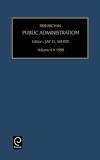 RESEARCH IN
PUBLIC ADMINISTRATION
Editor: JAY D. WHITE
Volume 4 • 1998